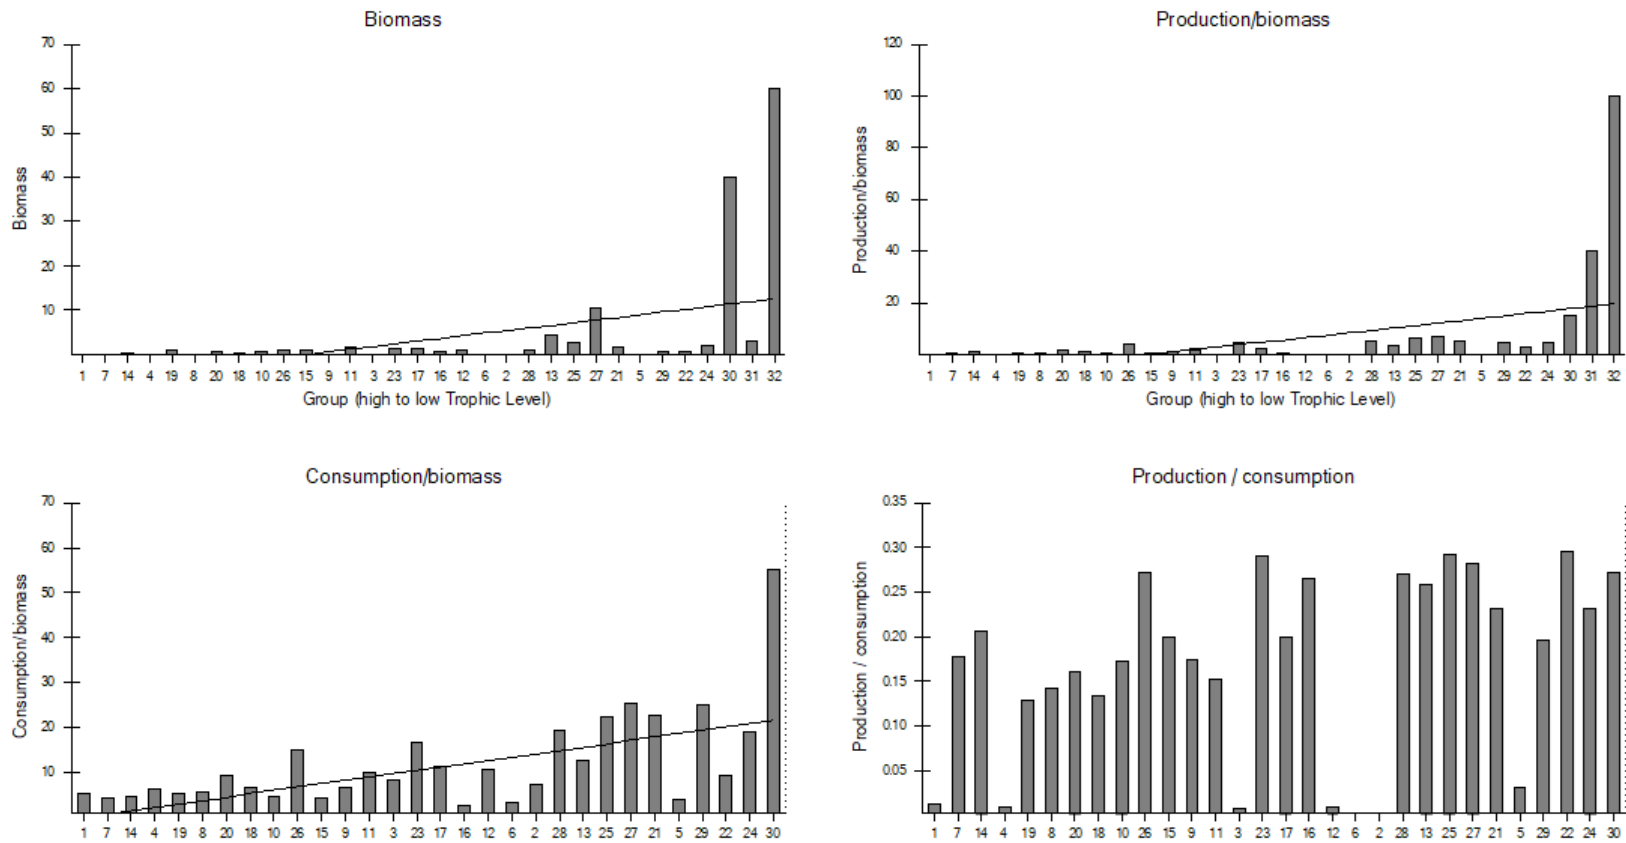 Biomass
70
60
50
40
30
20
10
Biomass
1 7 14 4 19 8 20 18 10 26 15 9 11 3 23 17 16 12 6 2 28 13 25 27 21 5 29 22 24 30 31 32
Group (high to low Trophic Level)
Production/biomass
120
100
80
60
40
20
Production/biomass
1 7 14 4 19 8 20 18 10 26 15 9 11 3 23 17 16 12 6 2 28 13 25 27 21 5 29 22 24 30 31 32
Group (high to low Trophic Level)
Consumption/biomass
70
60
50
40
30
20
10
Consumption/biomass
1 7 14 4 19 8 20 18 10 26 15 9 11 3 23 17 16 12 6 2 28 13 25 27 21 5 29 22 24 30
Production / consumption
0.35
0.30
0.25
0.20
0.15
0.10
0.05
Production / consumption
1 7 14 4 19 8 20 18 10 26 15 9 11 3 23 17 16 12 6 2 28 13 25 27 21 5 29 22 24 30